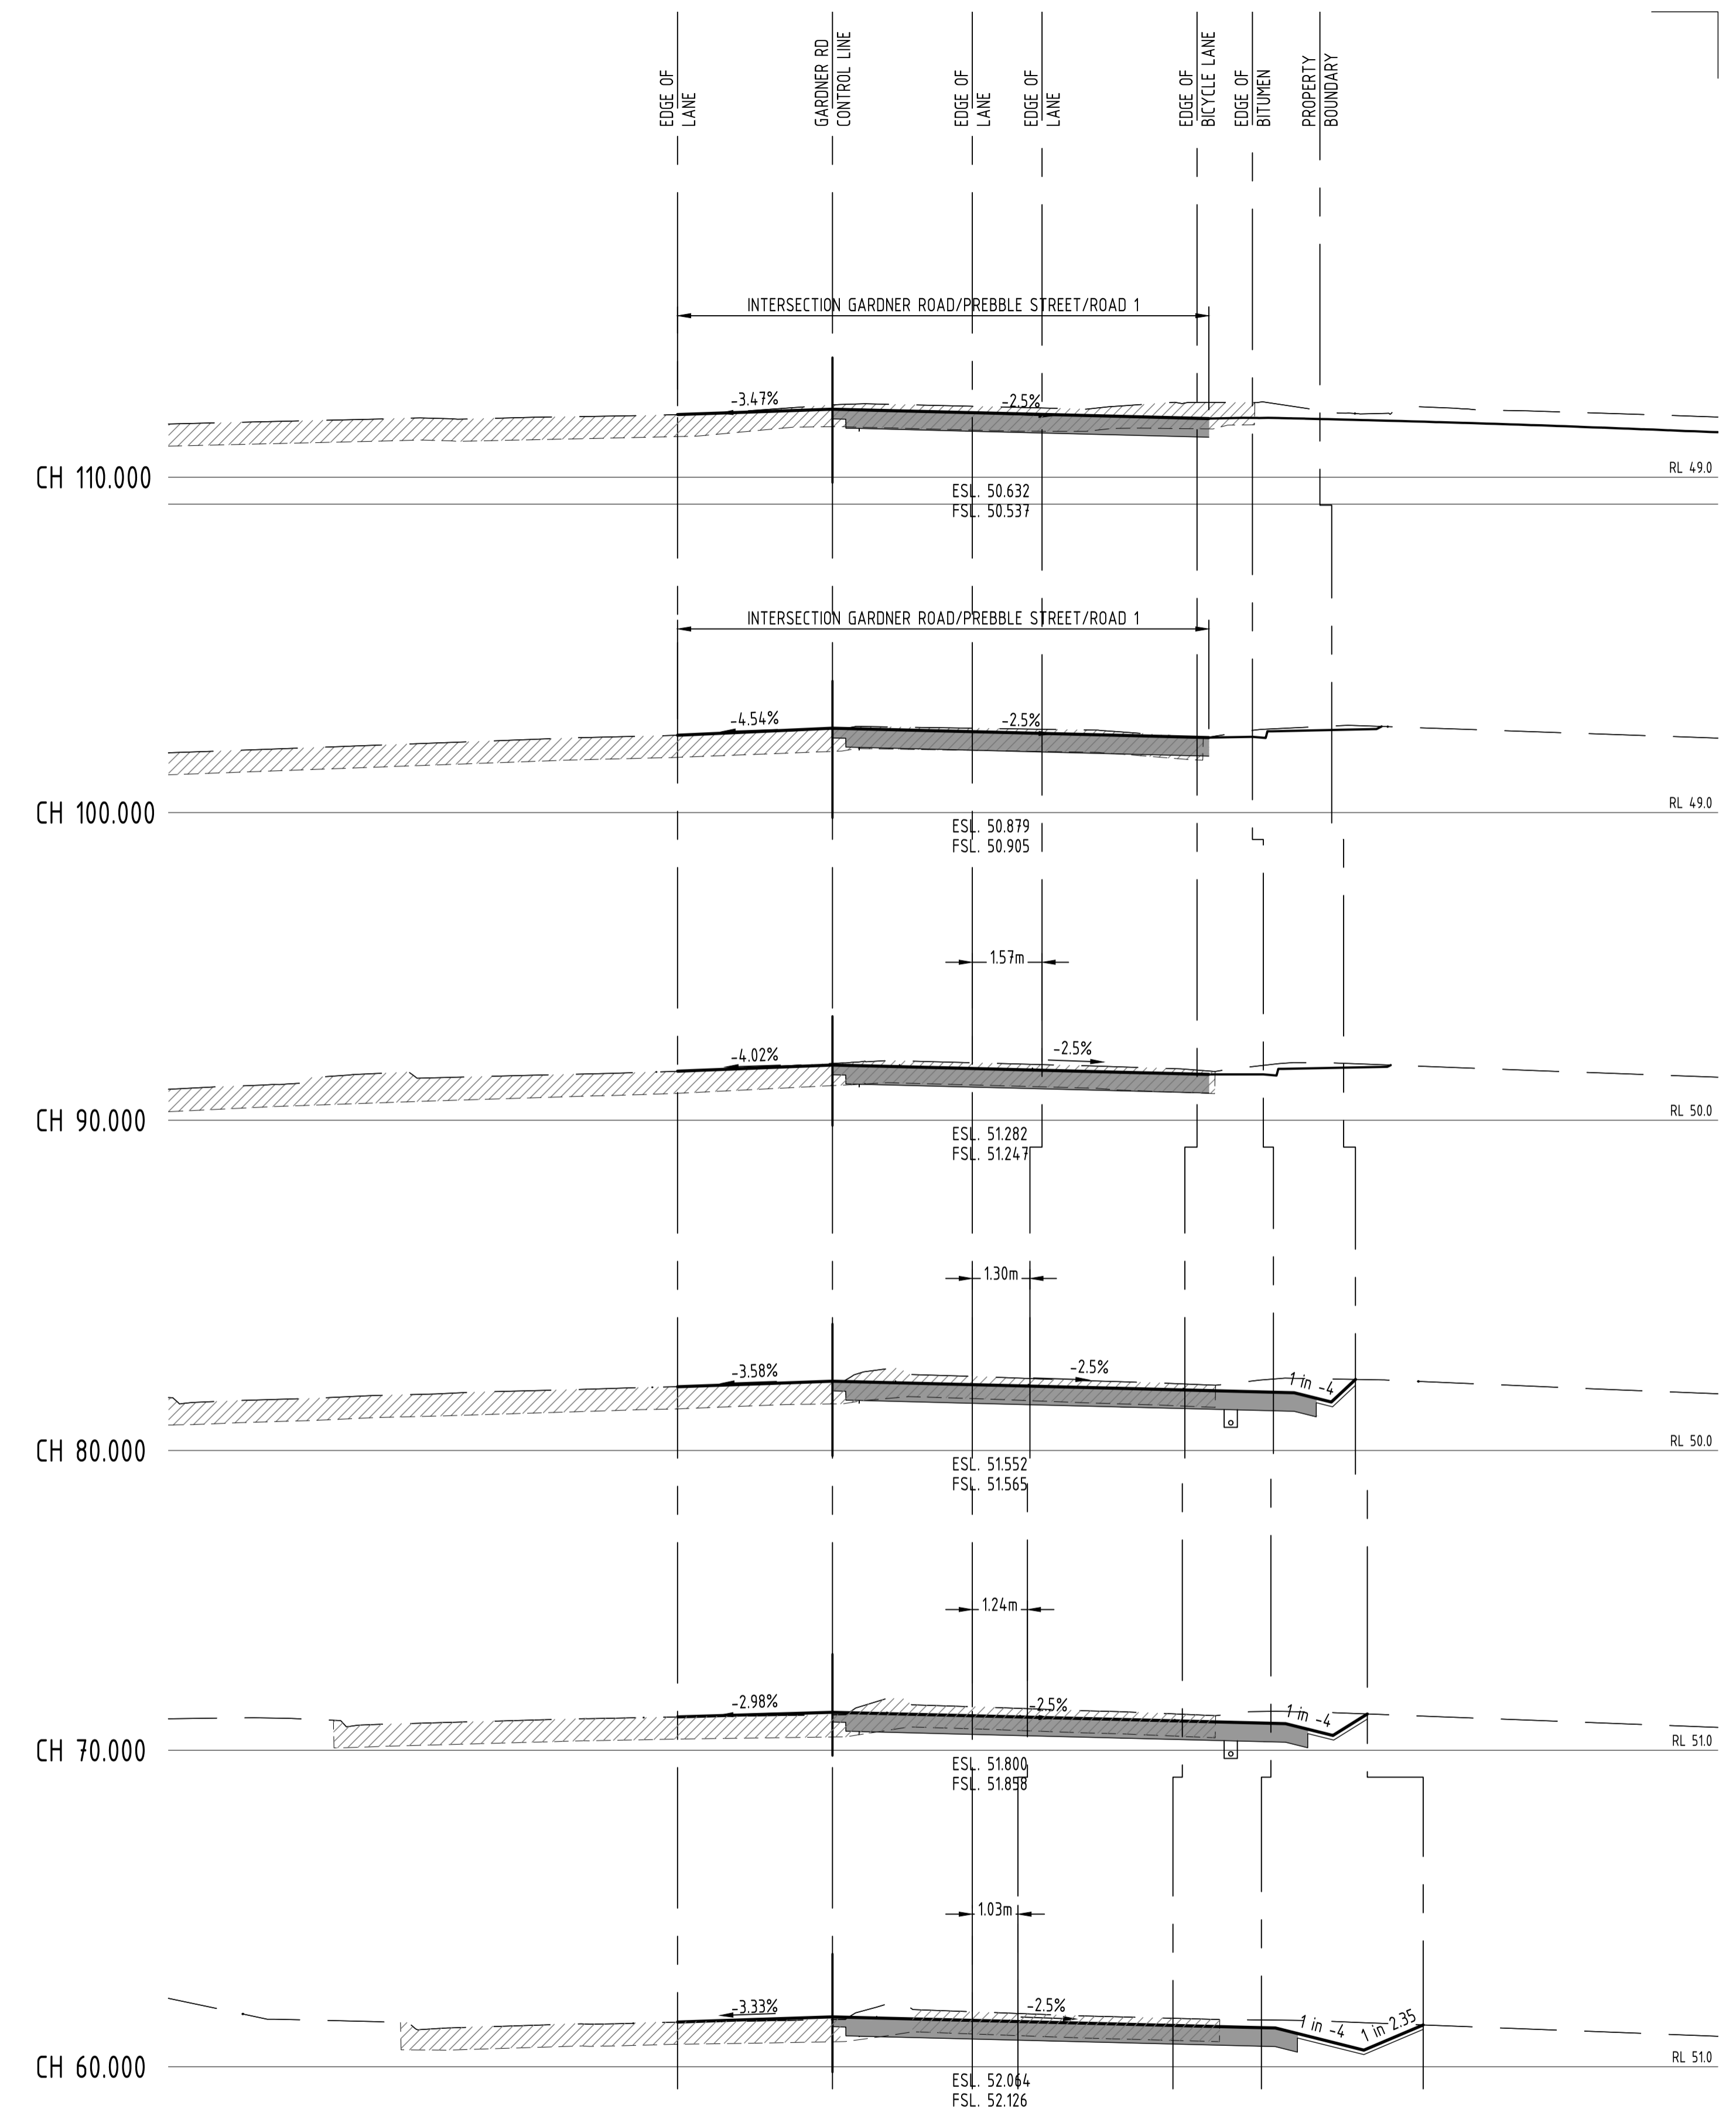 EDGE OF
LANE
GARDNER RD
CONTROL LINE
EDGE OF
LANE
EDGE OF
LANE
EDGE OF
BICYCLE LANE
EDGE OF
BITUMEN
PROPERTY
BOUNDARY
INTERSECTION GARDNER ROAD/PREBBLE STREET/ROAD 1
-3.47%
-2.5%
CH 110.000
RL 49.0
ESL. 50.632
FSL. 50.537
INTERSECTION GARDNER ROAD/PREBBLE STREET/ROAD 1
-4.54%
-2.5%
CH 100.000
RL 49.0
ESL. 50.879
FSL. 50.905
1.57m
-4.02%
-2.5%
CH 90.000
RL 50.0
ESL. 51.282
FSL. 51.247
1.30m
-3.58%
-2.5%
1 in -4
CH 80.000
RL 50.0
ESL. 51.552
FSL. 51.565
1.24m
-2.98%
-2.5%
1 in -4
CH 70.000
RL 51.0
ESL. 51.800
FSL. 51.858
1.03m
-3.33%
-2.5%
1 in -4
1 in 2.35
CH 60.000
RL 51.0
ESL. 52.064
FSL. 52.126